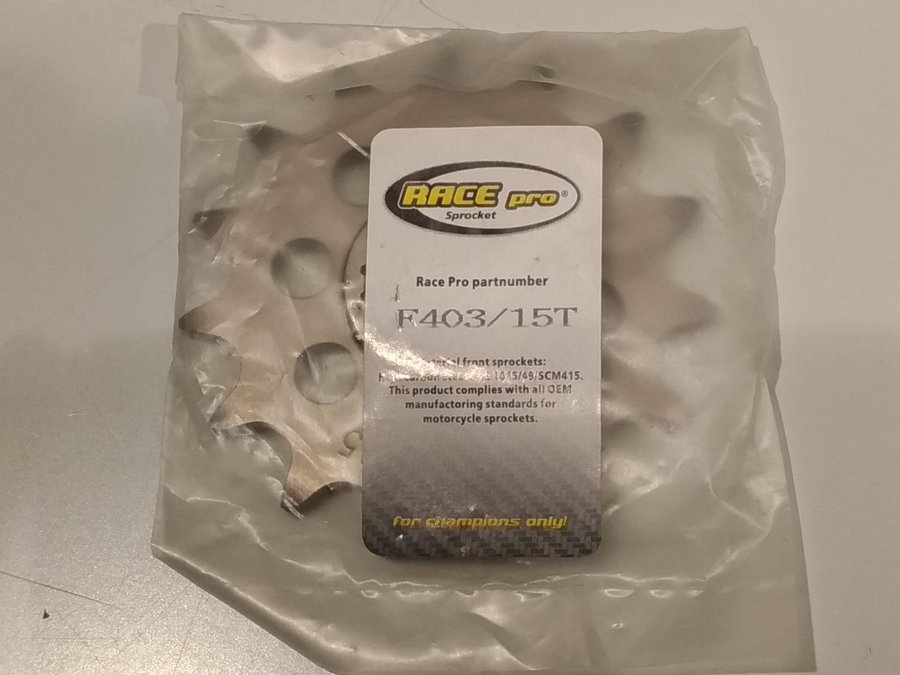 RACE pro®
Sprocket
Race Pro partnumber
F403/15T
front sprockets:
1045/49/SCM415.
This product complies with all OEM
manufactoring standards for
motorcycle sprockets.
for champions only!
5